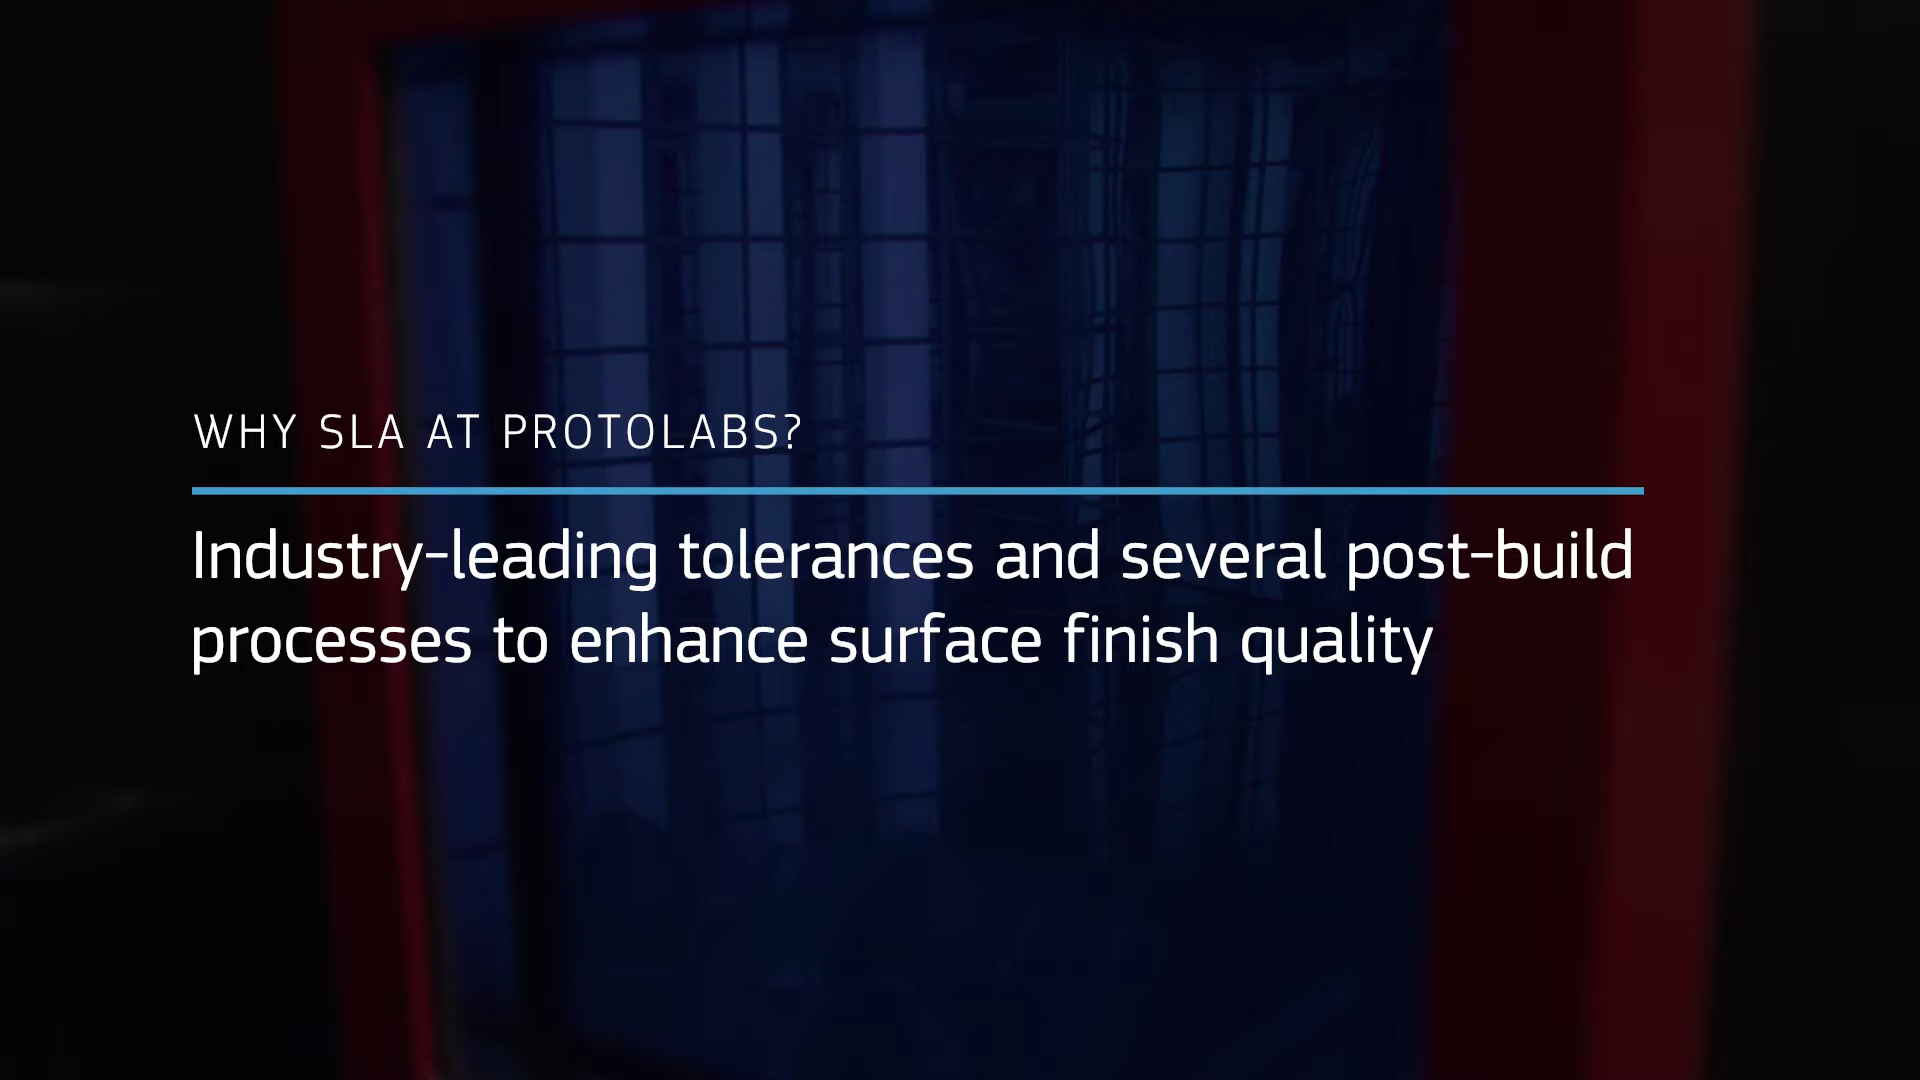 WHY SLA AT PROTOLABS?
Industry-leading tolerances and several post-build
processes to enhance surface finish quality